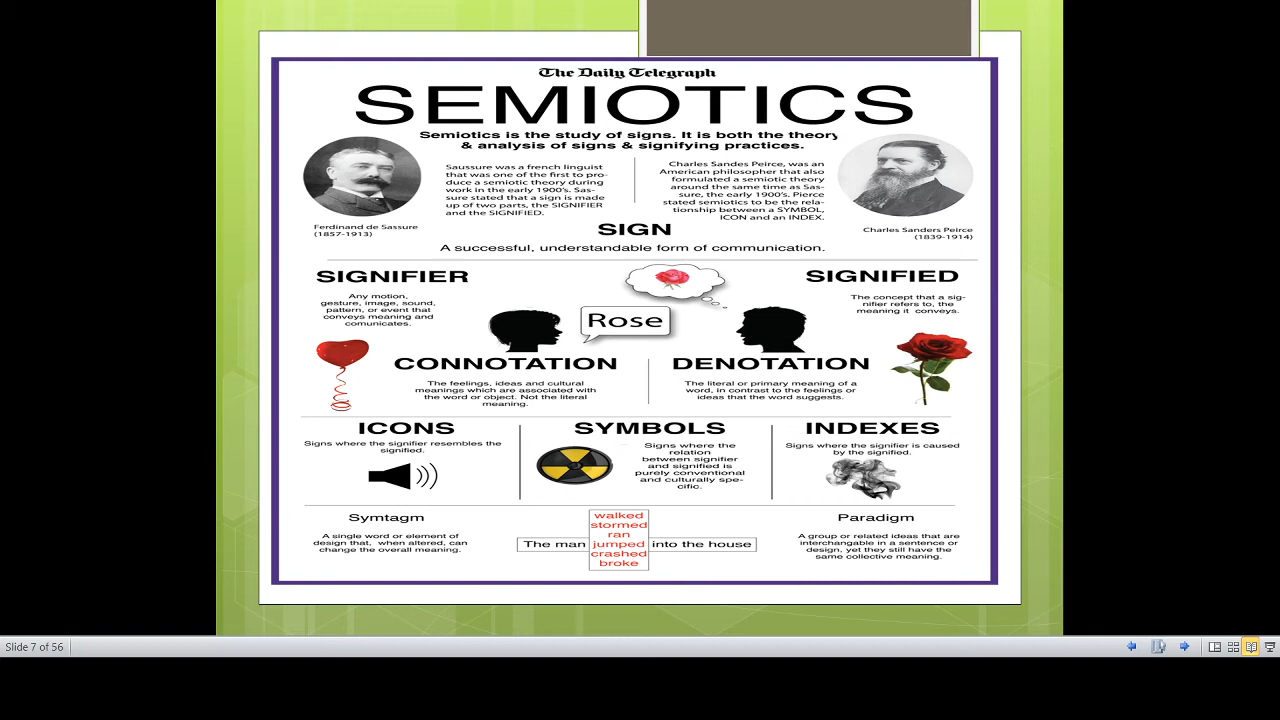 The Daily Telegraph
SEMIOTICS
Semiotics is the study of signs. It is both the theory
& analysis of signs & signifying practices.
Saussure was a french linguist
that was one of the first to pro-
duce a semiotic theory during
work in the early 1900's. Sas-
sure stated that a sign is made
up of two parts, the SIGNIFIER
and the SIGNIFIED.
Charles Sandes Peirce, was an
American philosopher that also
formulated a semiotic theory
around the same time as Sas-
sure, the early 1900's. Pierce
stated semiotics to be the rela-
tionship between a SYMBOL,
ICON and an INDEX.
Ferdinand de Sassure
(1857-1913)
Charles Sanders Peirce
(1839-1914)
SIGN
A successful, understandable form of communication.
SIGNIFIER
Any motion,
gesture, image, sound,
pattern, or event that
conveys meaning and
comunicates.
SIGNIFIED
The concept that a sig-
nifier refers to, the
meaning it conveys.
Rose
CONNOTATION
The feelings, ideas and cultural
meanings which are associated with
the word or object. Not the literal
meaning.
DENOTATION
The literal or primary meaning of a
word, in contrast to the feelings or
ideas that the word suggests.
ICONS
Signs where the signifier resembles the
signified.
SYMBOLS
Signs where the
relation
between signifier
and signified is
purely conventional
and culturally spe-
cific.
INDEXES
Signs where the signifier is caused
by the signified.
Symtagm
A single word or element of
design that, when altered, can
change the overall meaning.
walked
stormed
ran
The man jumped into the house
crashed
broke
Paradigm
A group or related ideas that are
interchangable in a sentence or
design, yet they still have the
same collective meaning.
Slide 7 of 56